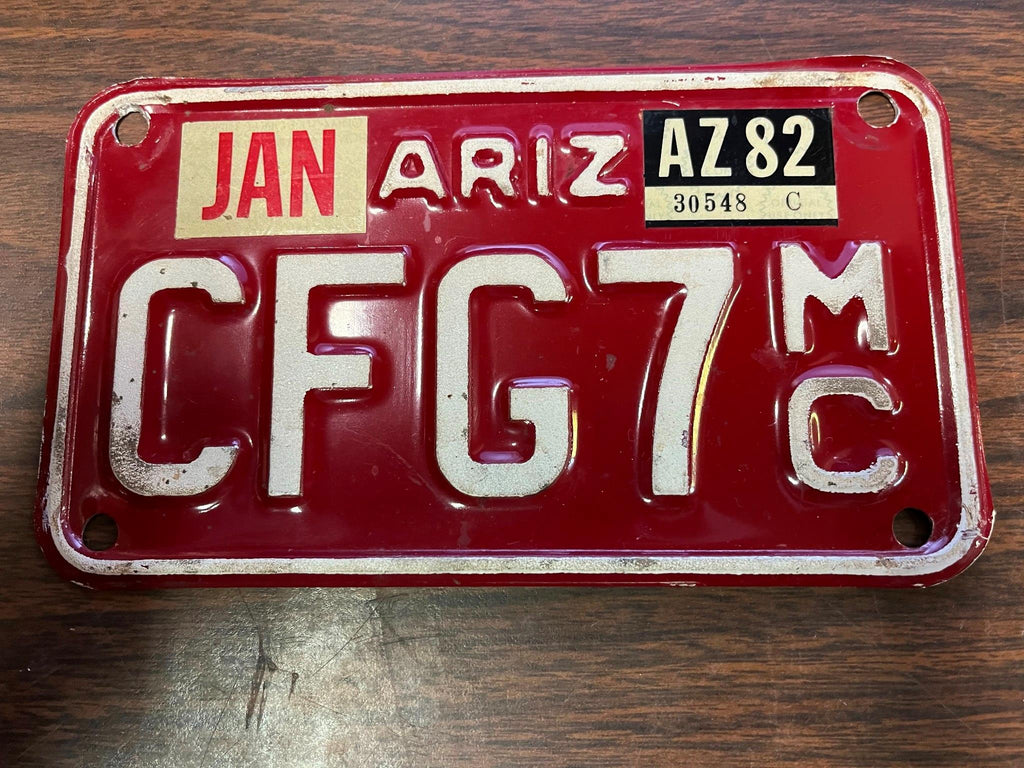 JAN ARIZ AZ 82
30548 C
CFG7 MC